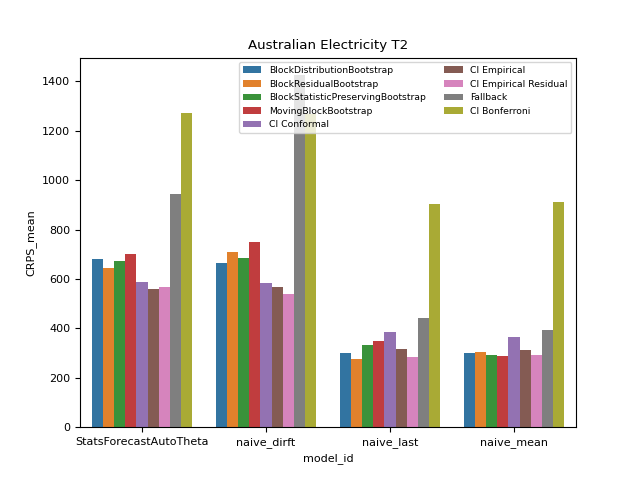 Australian Electricity T2
BlockDistributionBootstrap
BlockResidualBootstrap
BlockStatisticPreservingBootstrap
MovingBlockBootstrap
CI Conformal
CI Empirical
CI Empirical Residual
Fallback
CI Bonferroni
CRPS_mean
1400
1200
1000
800
600
400
200
0
StatsForecastAutoTheta
naive_dirft
naive_last
naive_mean
model_id